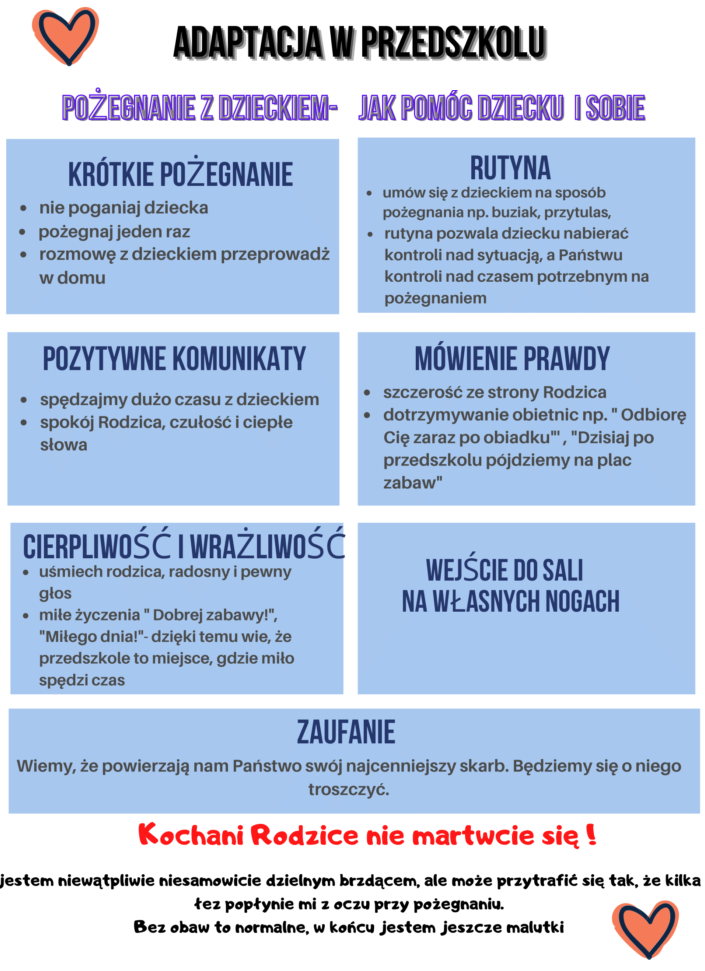 ADAPTACJA W PRZEDSZKOLU
POŻEGNANIE Z DZIECKIEM- JAK POMÓC DZIECKU I SOBIE
KRÓTKIE POŻEGNANIE
• nie poganiaj dziecka
• pożegnaj jeden raz
• rozmowę z dzieckiem przeprowadź
w domu
RUTYNA
• umów się z dzieckiem na sposób
pożegnania np. buziak, przytulas,
• rutyna pozwala dziecku nabierać
kontroli nad sytuacją, a Państwu
kontroli nad czasem potrzebnym na
pożegnaniem
POZYTYWNE KOMUNIKATY
• spędzajmy dużo czasu z dzieckiem
• spokój Rodzica, czułość i ciepłe
słowa
MÓWIENIE PRAWDY
• szczerość ze strony Rodzica
• dotrzymywanie obietnic np. " Odbiorę
Cię zaraz po obiadku"' , "Dzisiaj po
przedszkolu pójdziemy na plac
zabaw"
CIERPLIWOŚĆ I WRAŻLIWOŚĆ
• uśmiech rodzica, radosny i pewny
głos
• miłe życzenia " Dobrej zabawy!",
"Miłego dnia!"- dzięki temu wie, że
przedszkole to miejsce, gdzie miło
spędzi czas
WEJŚCIE DO SALI
NA WŁASNYCH NOGACH
ZAUFANIE
Wiemy, że powierzają nam Państwo swój najcenniejszy skarb. Będziemy się o niego
troszczyć.
Kochani Rodzice nie martwcie się !
jestem niewątpliwie niesamowicie dzielnym brzdącem, ale może przytrafić się tak, że kilka
łez popłynie mi z oczu przy pożegnaniu.
Bez obaw to normalne, w końcu jestem jeszcze malutki